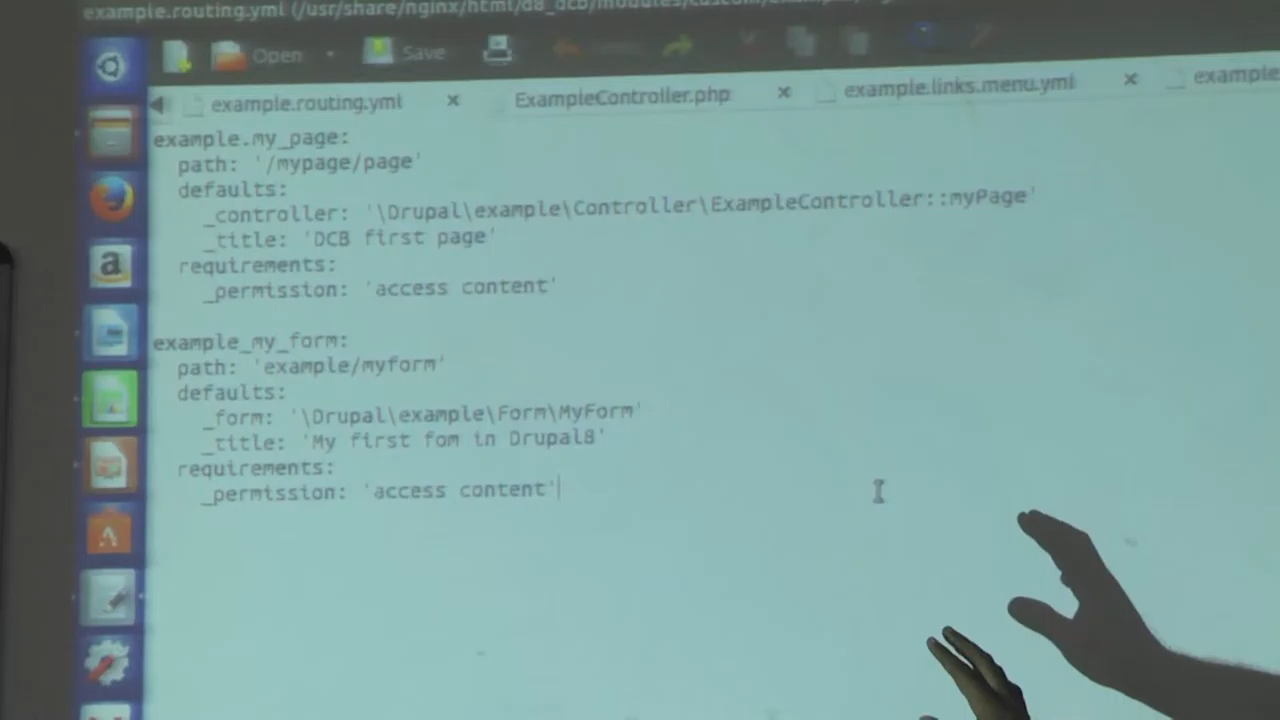 example.routing.yml (/usr/share/nginx/html/d8_dcb/modules/custom/
Open Save
example.routing.yml ExampleController.php example.links.menu.yml example
example.my_page:
path: '/mypage/page'
defaults:
_controller: '\Drupal\example\Controller\ExampleController::myPage'
_title: 'DCB first page'
requirements:
_permission: 'access content'
example_my_form:
path: 'example/myform'
defaults:
_form: '\Drupal\example\Form\MyForm'
_title: 'My first fom in Drupal8'
requirements:
_permission: 'access content'